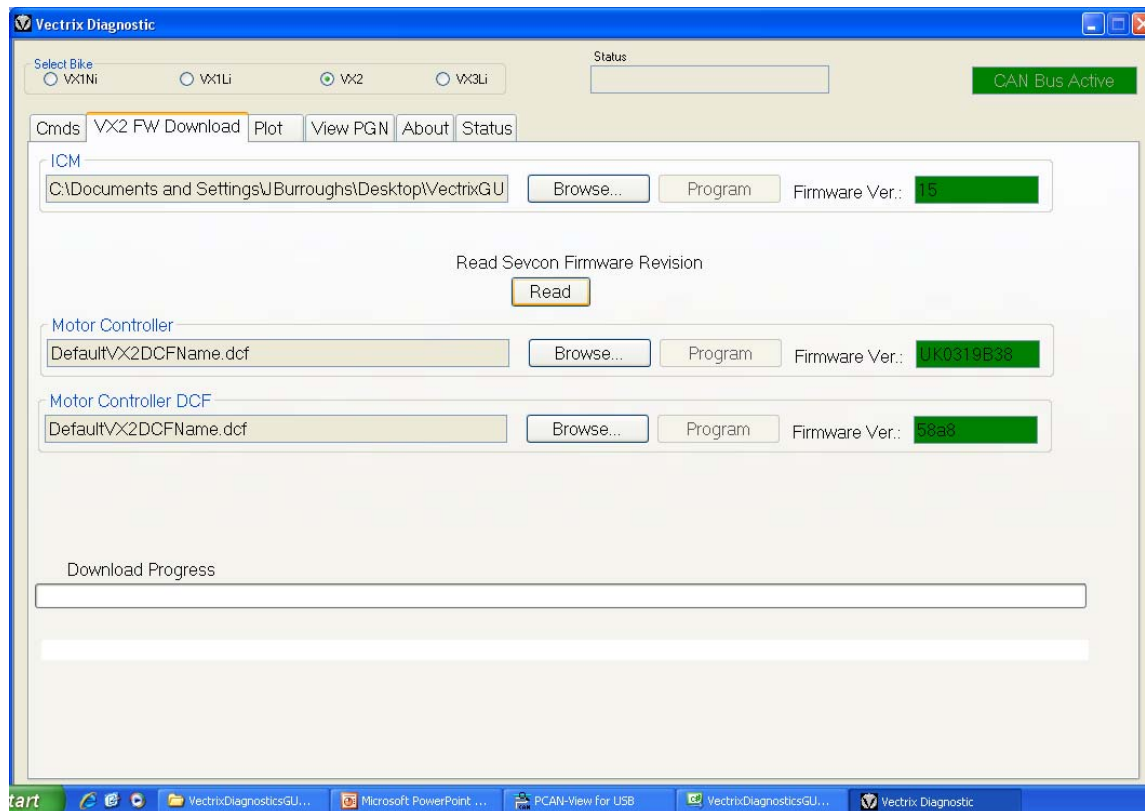 Vectrix Diagnostic
Select Bike
VX1Ni VX1Li VX2 VX3Li
Status
CAN Bus Active
Cmds VX2 FW Download Plot View PGN About Status
ICM
C:\Documents and Settings\JBurroughs\Desktop\VectrixGU Browse... Program Firmware Ver.: 15
Read Sevcon Firmware Revision
Read
Motor Controller
DefaultVX2DCFName.dcf Browse... Program Firmware Ver.: UK0319B38
Motor Controller DCF
DefaultVX2DCFName.dcf Browse... Program Firmware Ver.: 58a8
Download Progress
tart VectrixDiagnosticsGU... Microsoft PowerPoint ... PCAN-View for USB VectrixDiagnosticsGU... Vectrix Diagnostic